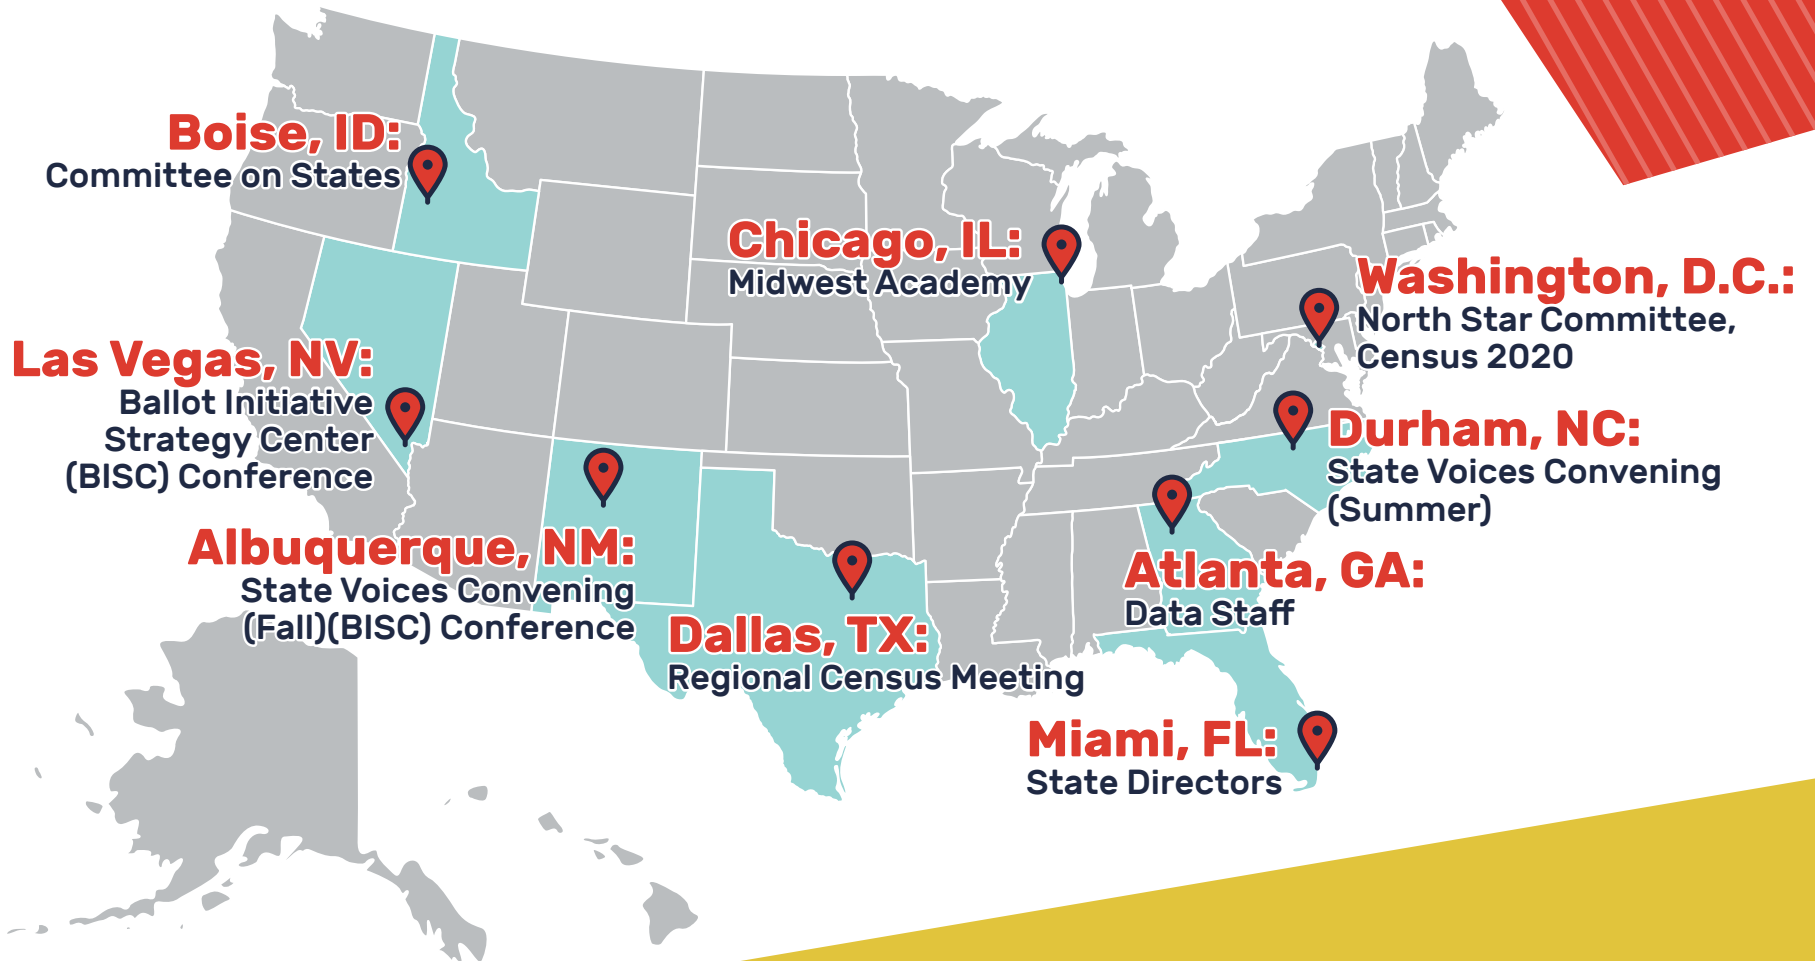 Boise, ID:
Committee on States
Chicago, IL:
Midwest Academy
Washington, D.C.:
North Star Committee,
Census 2020
Las Vegas, NV:
Ballot Initiative
Strategy Center
(BISC) Conference
Durham, NC:
State Voices Convening
(Summer)
Albuquerque, NM:
State Voices Convening
(Fall)(BISC) Conference
Atlanta, GA:
Data Staff
Dallas, TX:
Regional Census Meeting
Miami, FL:
State Directors